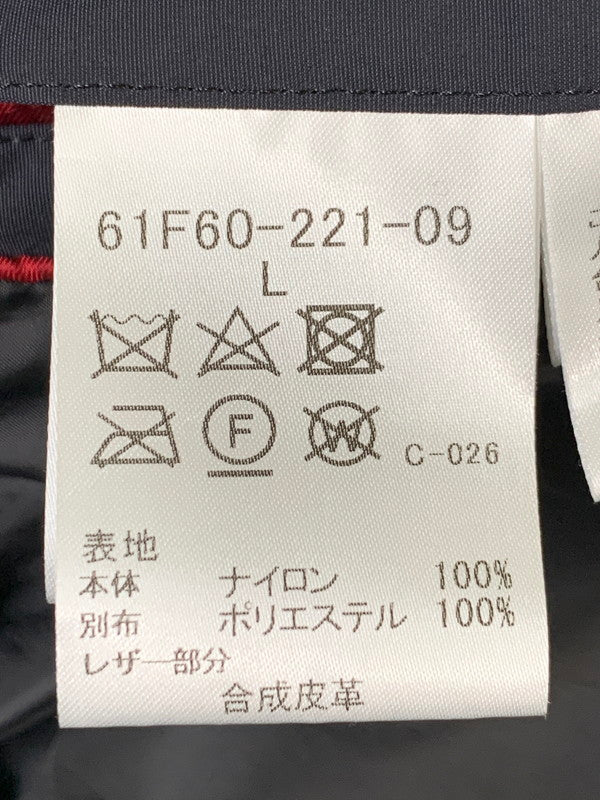 61F60-221-09
L
F
W
C-026
表地
本体 ナイロン 100%
別布 ポリエステル 100%
レザー部分
合成皮革